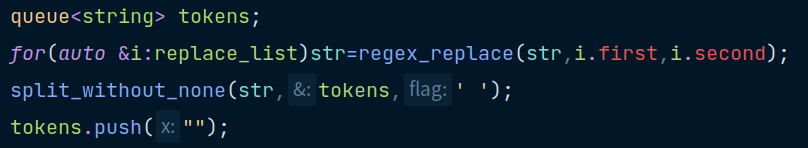 queue<string> tokens;
for(auto &i:replace_list)str=regex_replace(str,i.first,i.second);
split_without_none(str, &: tokens, flag: ' ');
tokens.push( x: "");